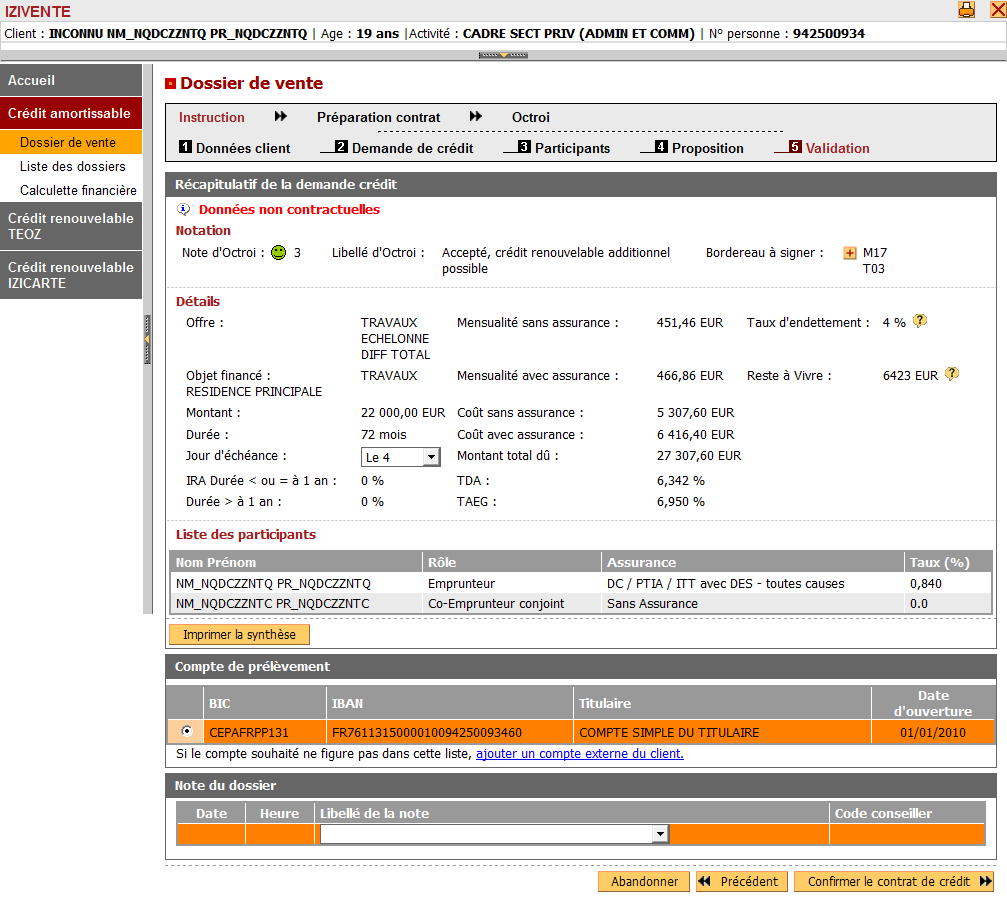 IZIVENTE
Client : INCONNU NM_NQDCZZNTQ PR_NQDCZZNTQ | Age : 19 ans |Activité : CADRE SECT PRIV (ADMIN ET COMM) | N° personne : 942500934
Accueil
Crédit amortissable
Dossier de vente
Liste des dossiers
Calculette financière
Crédit renouvelable
TEOZ
Crédit renouvelable
IZICARTE
Dossier de vente
Instruction Préparation contrat Octroi
1 Données client 2 Demande de crédit 3 Participants 4 Proposition 5 Validation
Récapitulatif de la demande crédit
Données non contractuelles
Notation
Note d'Octroi : 3 Libellé d'Octroi : Accepté, crédit renouvelable additionnel Bordereau à signer : M17
possible T03
Détails
Offre : TRAVAUX Mensualité sans assurance : 451,46 EUR Taux d'endettement : 4 %
ECHELONNE
DIFF TOTAL
Objet financé : TRAVAUX Mensualité avec assurance : 466,86 EUR Reste à Vivre : 6423 EUR
RESIDENCE PRINCIPALE
Montant : 22 000,00 EUR Coût sans assurance : 5 307,60 EUR
Durée : 72 mois Coût avec assurance : 6 416,40 EUR
Jour d'échéance : Le 4 Montant total dû : 27 307,60 EUR
IRA Durée < ou = à 1 an : 0 % TDA : 6,342 %
Durée > à 1 an : 0 % TAEG : 6,950 %
Liste des participants
Nom Prénom Rôle Assurance Taux (%)
NM_NQDCZZNTQ PR_NQDCZZNTQ Emprunteur DC / PTIA / ITT avec DES - toutes causes 0,840
NM_NQDCZZNTC PR_NQDCZZNTC Co-Emprunteur conjoint Sans Assurance 0.0
Imprimer la synthèse
Compte de prélèvement
BIC IBAN Titulaire Date
d'ouverture
CEPAFRPP131 FR7611315000010094250093460 COMPTE SIMPLE DU TITULAIRE 01/01/2010
Si le compte souhaité ne figure pas dans cette liste, ajouter un compte externe du client.
Note du dossier
Date Heure Libellé de la note Code conseiller
Abandonner Précédent Confirmer le contrat de crédit